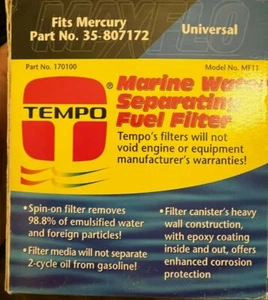 MAXFLO
Fits Mercury
Part No. 35-807172
Universal
Part No. 170100
Model No. MF11
TEMPO
Marine Water
Separating
Fuel Filter
Tempo's filters will not
void engine or equipment
manufacturer's warranties!
•Spin-on filter removes
98.8% of emulsified water
and foreign particles!
•Filter media will not separate
2-cycle oil from gasoline!
•Filter canister's heavy
wall construction,
with epoxy coating
inside and out, offers
enhanced corrosion
protection